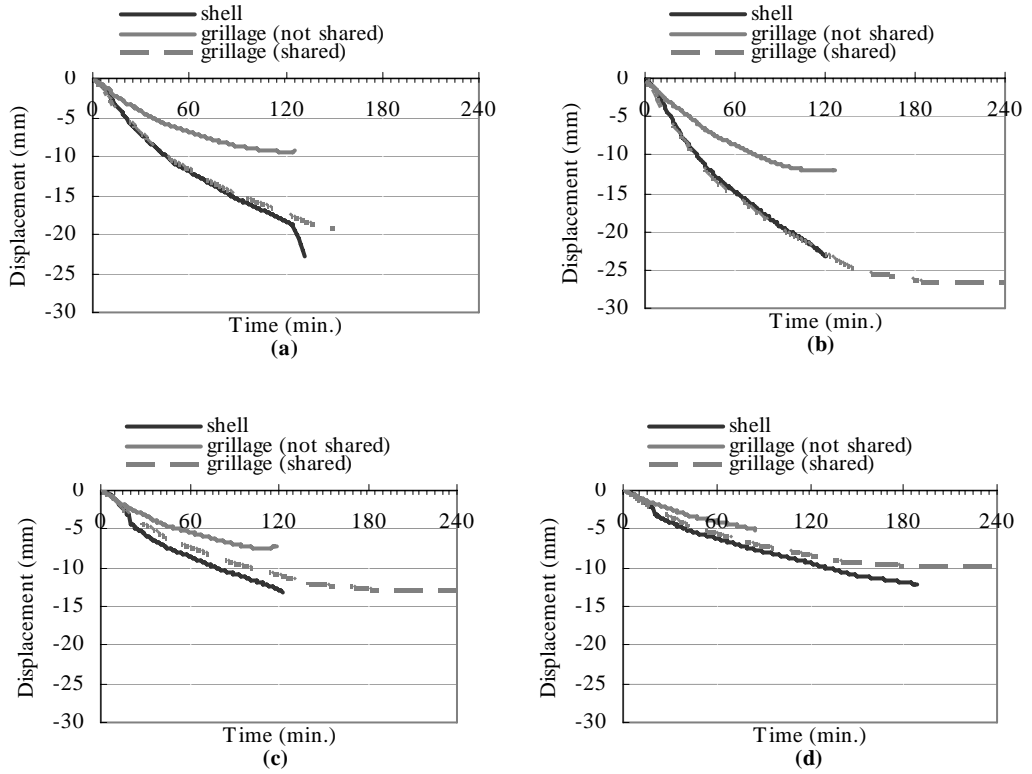 shell
grillage (not shared)
grillage (shared)
0
-5
-10
-15
-20
-25
-30
0 60 120 180 240
Displacement (mm)
Time (min.)
(a)
shell
grillage (not shared)
grillage (shared)
0
-5
-10
-15
-20
-25
-30
0 60 120 180 240
Displacement (mm)
Time (min.)
(b)
shell
grillage (not shared)
grillage (shared)
0
-5
-10
-15
-20
-25
-30
0 60 120 180 240
Displacement (mm)
Time (min.)
(c)
shell
grillage (not shared)
grillage (shared)
0
-5
-10
-15
-20
-25
-30
0 60 120 180 240
Displacement (mm)
Time (min.)
(d)